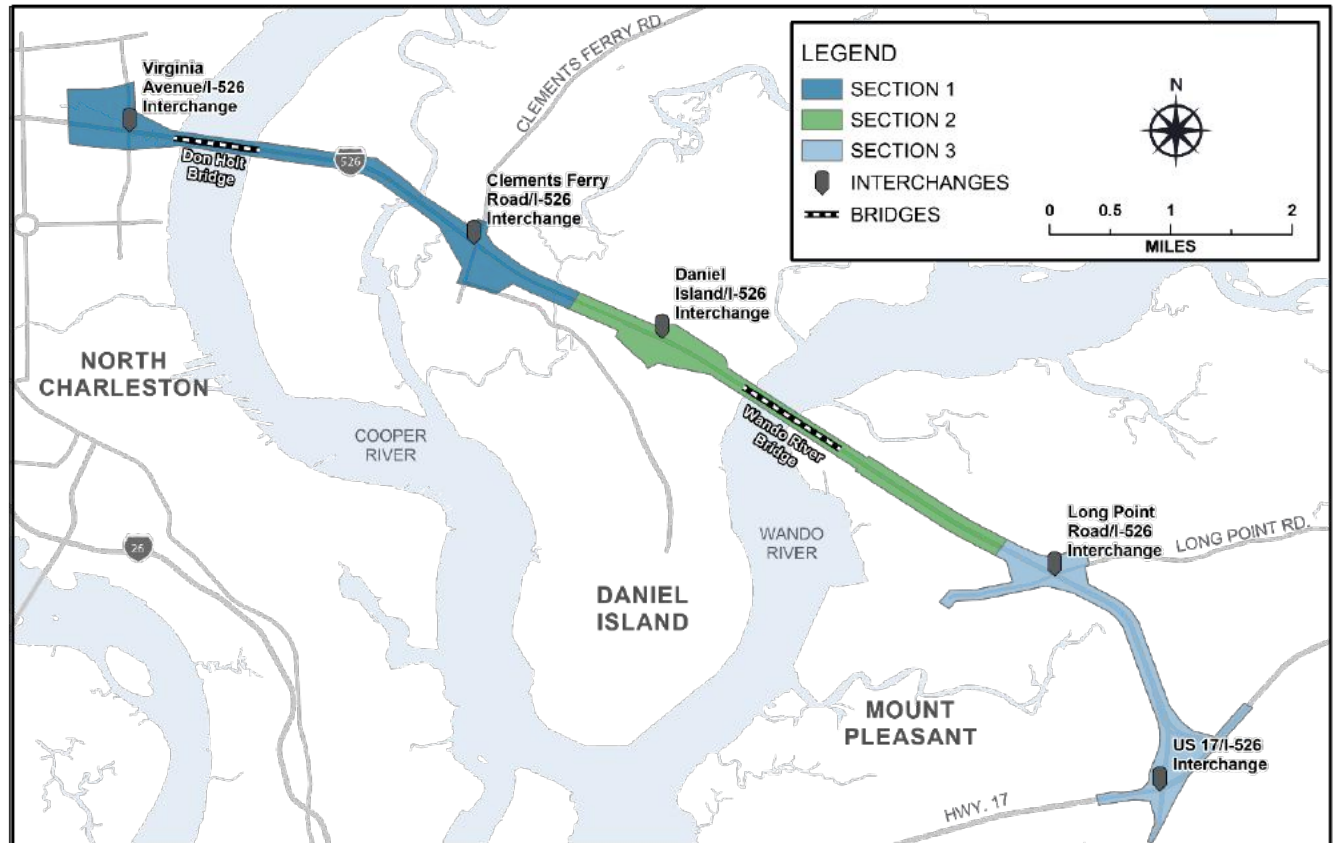 CLEMENTS FERRY RD.
LEGEND
SECTION 1
SECTION 2
SECTION 3
INTERCHANGES
BRIDGES
N
0 0.5 1 2
MILES
Virginia
Avenue/I-526
Interchange
Don Holt
Bridge
526
Clements Ferry
Road/I-526
Interchange
Daniel
Island/I-526
Interchange
NORTH
CHARLESTON
COOPER
RIVER
Wando River
Bridge
WANDO
RIVER
26
DANIEL
ISLAND
Long Point
Road/I-526
Interchange
LONG POINT RD.
MOUNT
PLEASANT
US 17/I-526
Interchange
HWY. 17